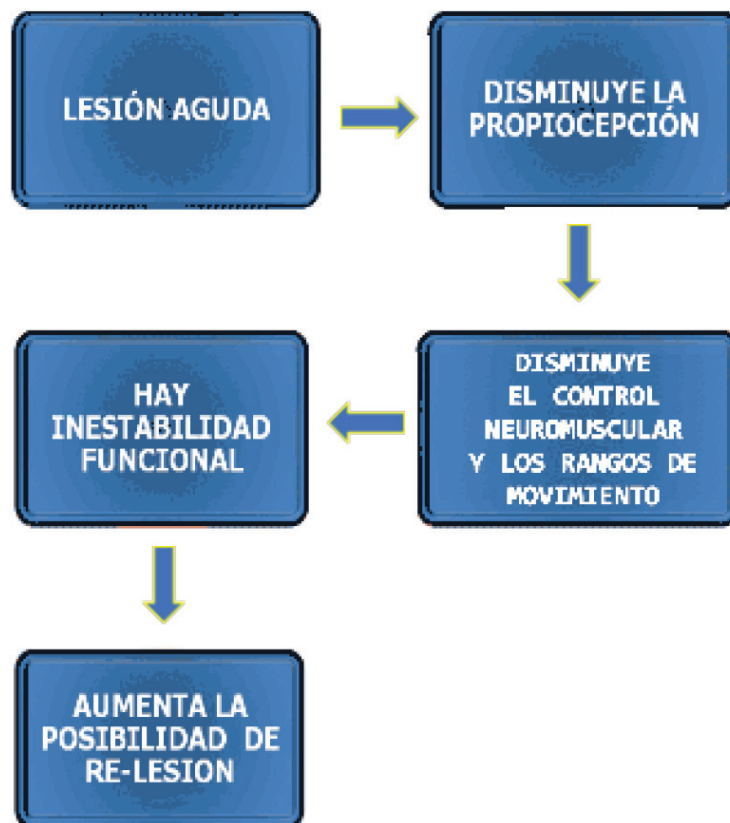 LESIÓN AGUDA
DISMINUYE LA
PROPIOCEPCIÓN
DISMINUYE
EL CONTROL
NEUROMUSCULAR
Y LOS RANGOS DE
MOVIMIENTO
HAY
INESTABILIDAD
FUNCIONAL
AUMENTA LA
POSIBILIDAD DE
RE-LESION